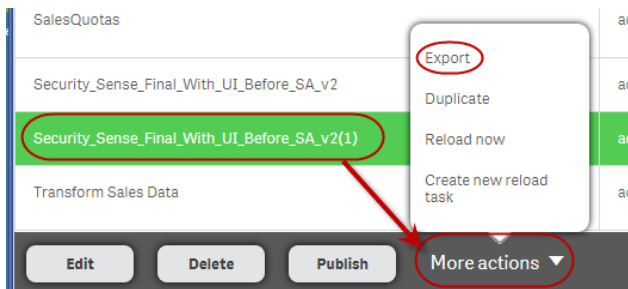 SalesQuotas
Security_Sense_Final_With_UI_Before_SA_v2
Security_Sense_Final_With_UI_Before_SA_v2(1)
Transform Sales Data
Export
Duplicate
Reload now
Create new reload
task
Edit
Delete
Publish
More actions